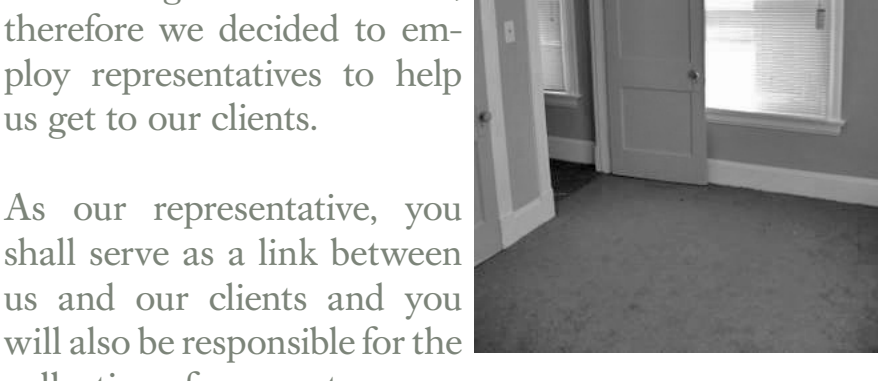 therefore we decided to em-
ploy representatives to help
us get to our clients.
As our representative, you
shall serve as a link between
us and our clients and you
will also be responsible for the